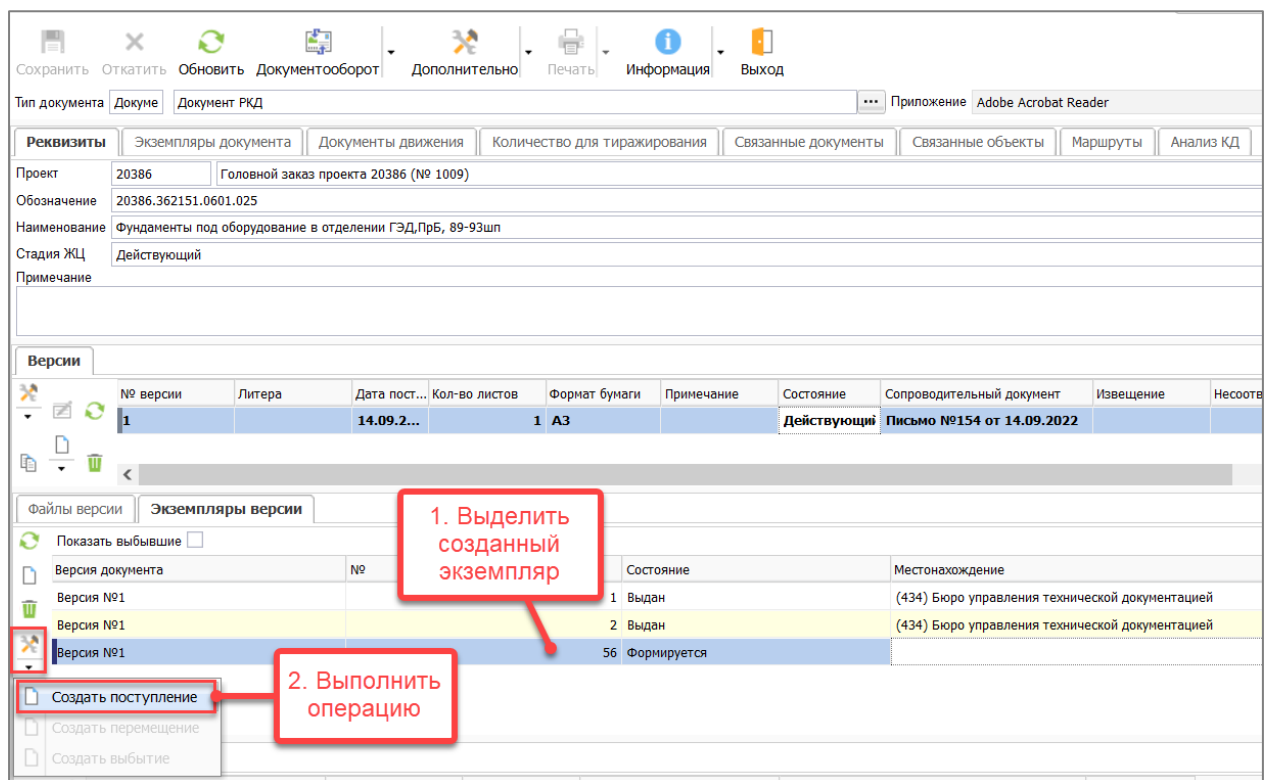 Сохранить Откатить Обновить Документооборот Дополнительно Печать Информация Выход
Тип документа Докуме Документ РКД ... Приложение Adobe Acrobat Reader
Реквизиты Экземпляры документа Документы движения Количество для тиражирования Связанные документы Связанные объекты Маршруты Анализ КД
Проект 20386 Головной заказ проекта 20386 (№ 1009)
Обозначение 20386.362151.0601.025
Наименование Фундаменты под оборудование в отделении ГЭД,ПрБ, 89-93шп
Стадия ЖЦ Действующий
Примечание
Версии
№ версии Литера Дата пост... Кол-во листов Формат бумаги Примечание Состояние Сопроводительный документ Извещение Несоотв
1 14.09.2... 1 А3 Действующий Письмо №154 от 14.09.2022
Файлы версии Экземпляры версии
1. Выделить
созданный
экземпляр
Показать выбывшие
Версия документа № Состояние Местонахождение
Версия №1 1 Выдан (434) Бюро управления технической документацией
Версия №1 2 Выдан (434) Бюро управления технической документацией
Версия №1 56 Формируется
2. Выполнить
операцию
Создать поступление
Создать перемещение
Создать выбытие